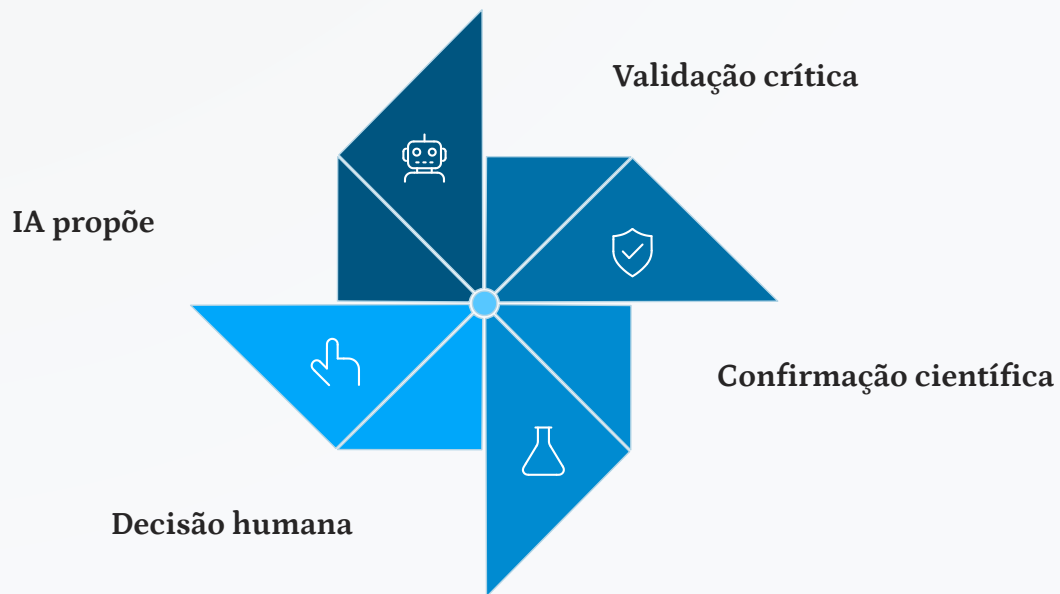 Validação crítica
IA propõe
Confirmação científica
Decisão humana